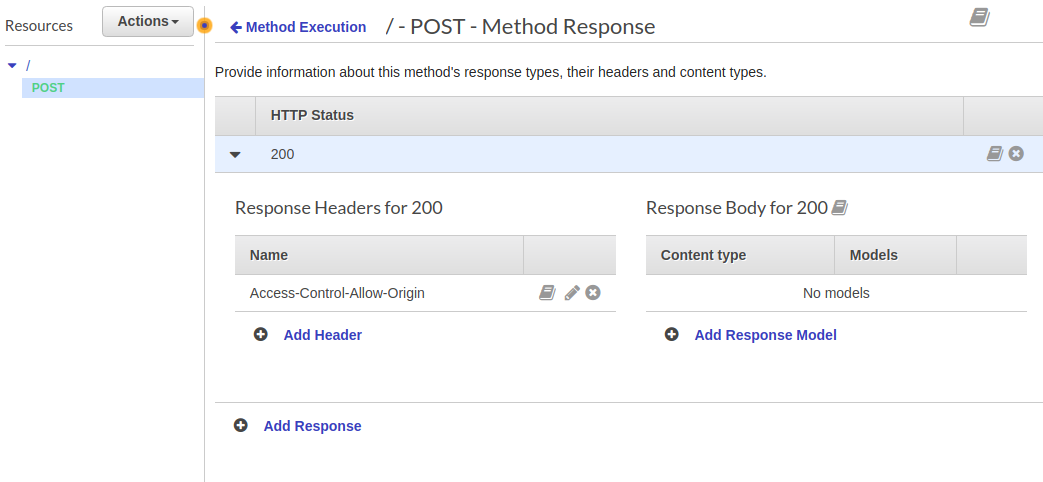 Resources
Actions
Method Execution
/ - POST - Method Response
/
POST
Provide information about this method's response types, their headers and content types.
HTTP Status
200
Response Headers for 200
Response Body for 200
Name
Content type
Models
Access-Control-Allow-Origin
No models
Add Header
Add Response Model
Add Response